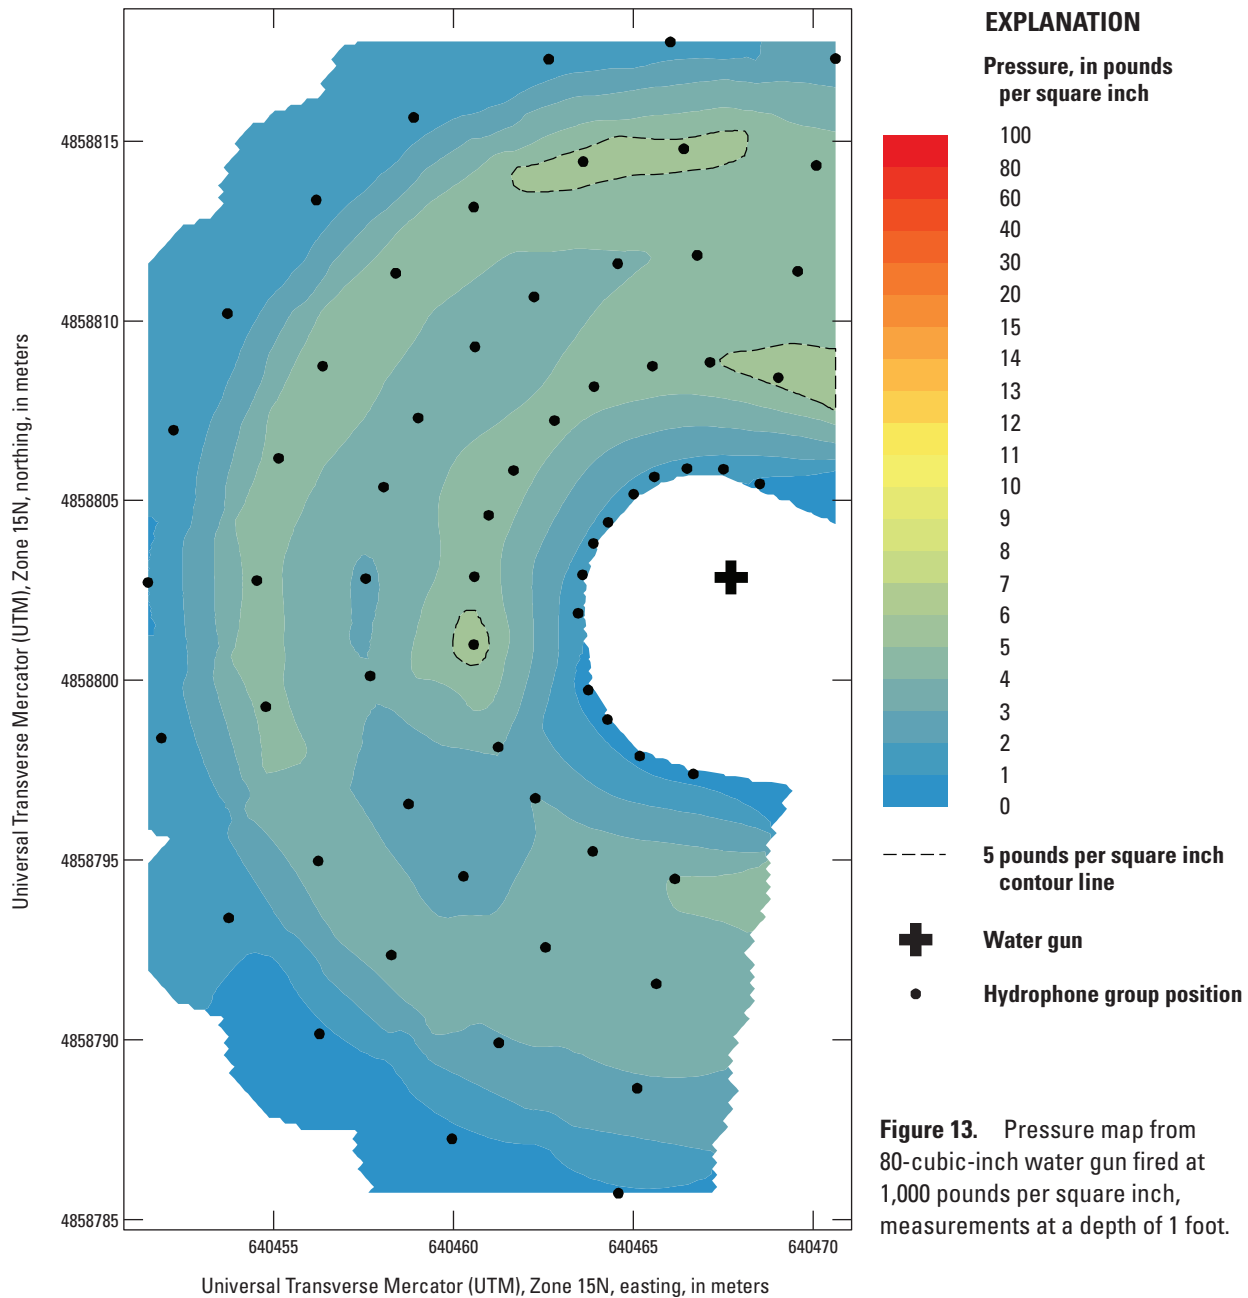 EXPLANATION
Pressure, in pounds
per square inch
100
80
60
40
30
20
15
14
13
12
11
10
9
8
7
6
5
4
3
2
1
0
5 pounds per square inch
contour line
Water gun
Hydrophone group position
4858815
4858810
4858805
4858800
4858795
4858790
4858785
Universal Transverse Mercator (UTM), Zone 15N, northing, in meters
640455
640460
640465
640470
Universal Transverse Mercator (UTM), Zone 15N, easting, in meters
Figure 13. Pressure map from
80-cubic-inch water gun fired at
1,000 pounds per square inch,
measurements at a depth of 1 foot.